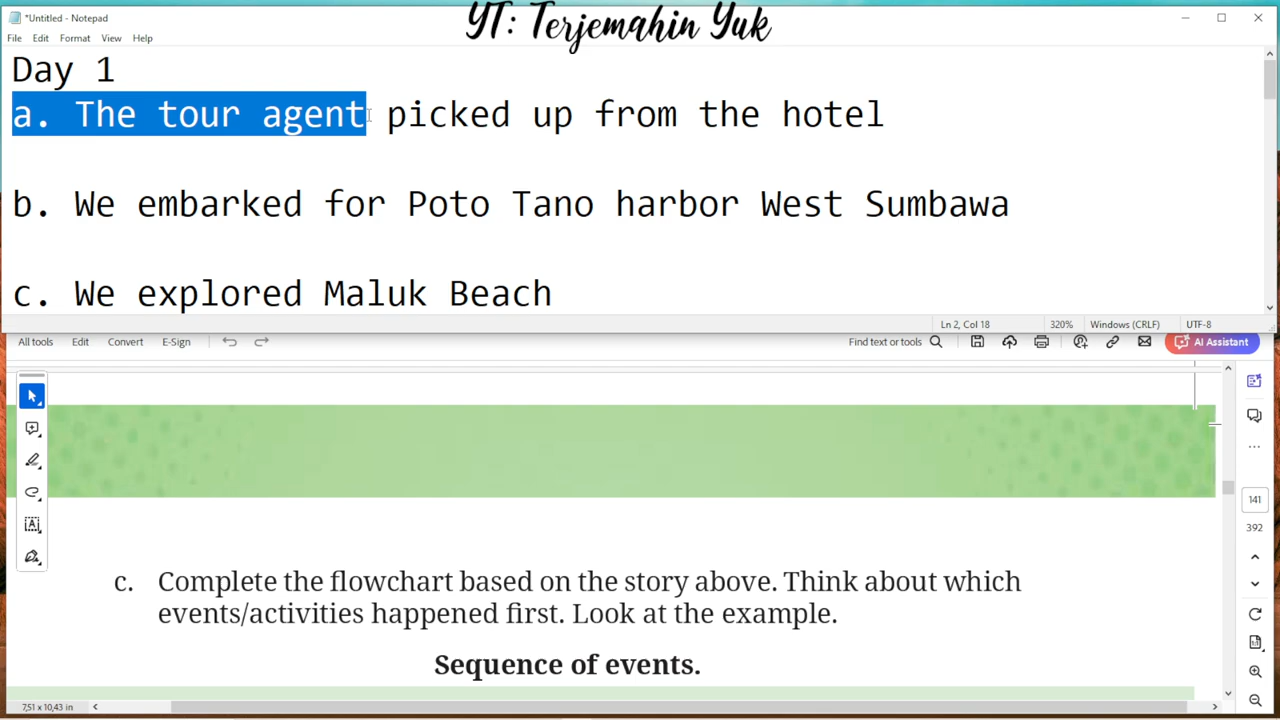 YT: Terjemahin Yuk
*Untitled - Notepad
File Edit Format View Help
Day 1
a. The tour agent picked up from the hotel
b. We embarked for Poto Tano harbor West Sumbawa
c. We explored Maluk Beach
Ln 2, Col 18 320% Windows (CRLF) UTF-8
All tools Edit Convert E-Sign Find text or tools AI Assistant
141
392
c. Complete the flowchart based on the story above. Think about which
events/activities happened first. Look at the example.
Sequence of events.
7,51 x 10,43 in